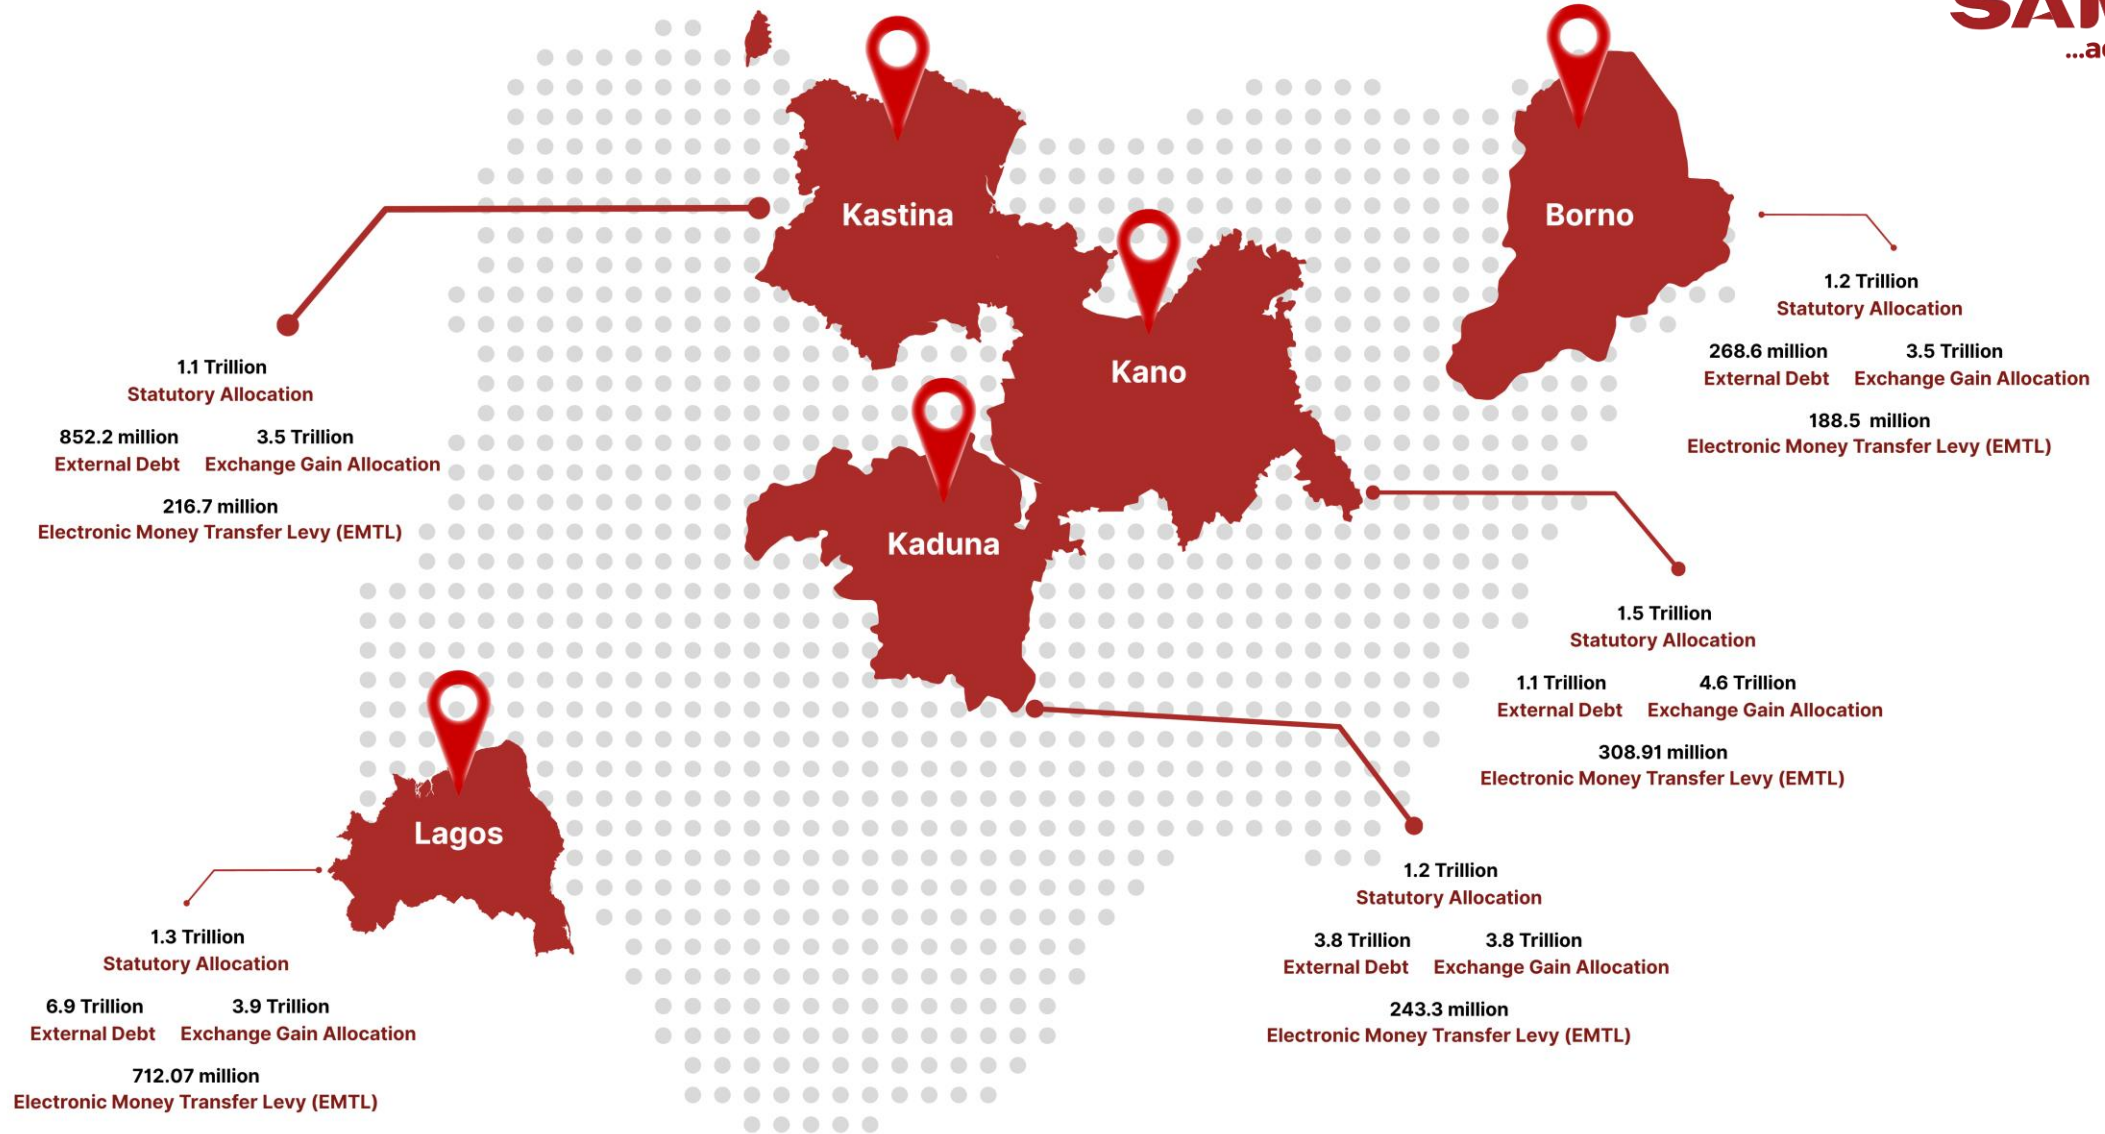 Kastina
Borno
Kano
Kaduna
Lagos
1.1 Trillion
Statutory Allocation
852.2 million
External Debt
3.5 Trillion
Exchange Gain Allocation
216.7 million
Electronic Money Transfer Levy (EMTL)
1.2 Trillion
Statutory Allocation
268.6 million
External Debt
3.5 Trillion
Exchange Gain Allocation
188.5 million
Electronic Money Transfer Levy (EMTL)
1.5 Trillion
Statutory Allocation
1.1 Trillion
External Debt
4.6 Trillion
Exchange Gain Allocation
308.91 million
Electronic Money Transfer Levy (EMTL)
1.2 Trillion
Statutory Allocation
3.8 Trillion
External Debt
3.8 Trillion
Exchange Gain Allocation
243.3 million
Electronic Money Transfer Levy (EMTL)
1.3 Trillion
Statutory Allocation
6.9 Trillion
External Debt
3.9 Trillion
Exchange Gain Allocation
712.07 million
Electronic Money Transfer Levy (EMTL)